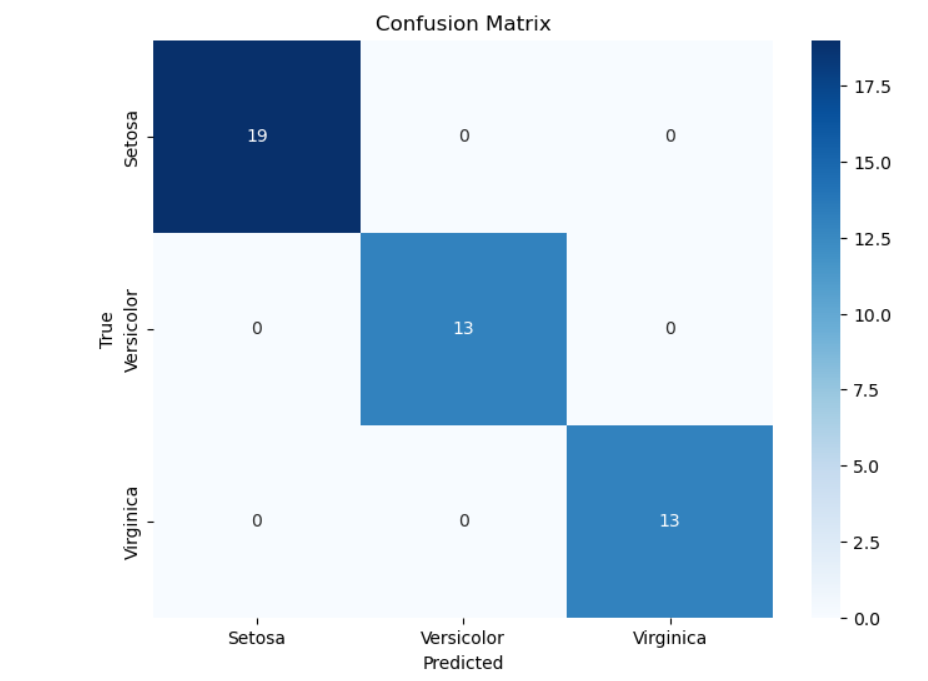 Confusion Matrix
Setosa
19
0
0
True
Versicolor
0
13
0
Virginica
0
0
13
Setosa
Versicolor
Virginica
Predicted
17.5
15.0
12.5
10.0
7.5
5.0
2.5
0.0